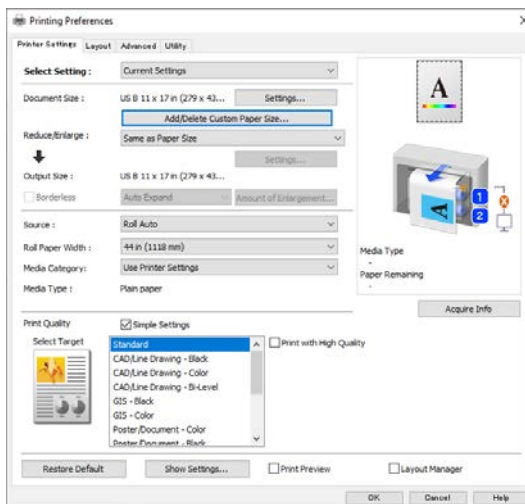 Printing Preferences
Printer Settings Layout Advanced Utility
Select Setting : Current Settings
Document Size : US B 11 x 17 in (279 x 43... Settings...
Add/Delete Custom Paper Size...
Reduce/Enlarge : Same as Paper Size
Settings...
Output Size : US B 11 x 17 in (279 x 43...
Borderless Auto Expand Amount of Enlargement...
Source : Roll Auto
Roll Paper Width : 44 in (1118 mm)
Media Category: Use Printer Settings
Media Type : Plain paper
A
A
1
2
Media Type
-
Paper Remaining
-
Acquire Info
Print Quality Simple Settings
Select Target
Standard
CAD/Line Drawing - Black
CAD/Line Drawing - Color
CAD/Line Drawing - Bi-Level
GIS - Black
GIS - Color
Poster/Document - Color
Poster/Document - Black
Print with High Quality
Restore Default Show Settings... Print Preview Layout Manager
OK Cancel Help